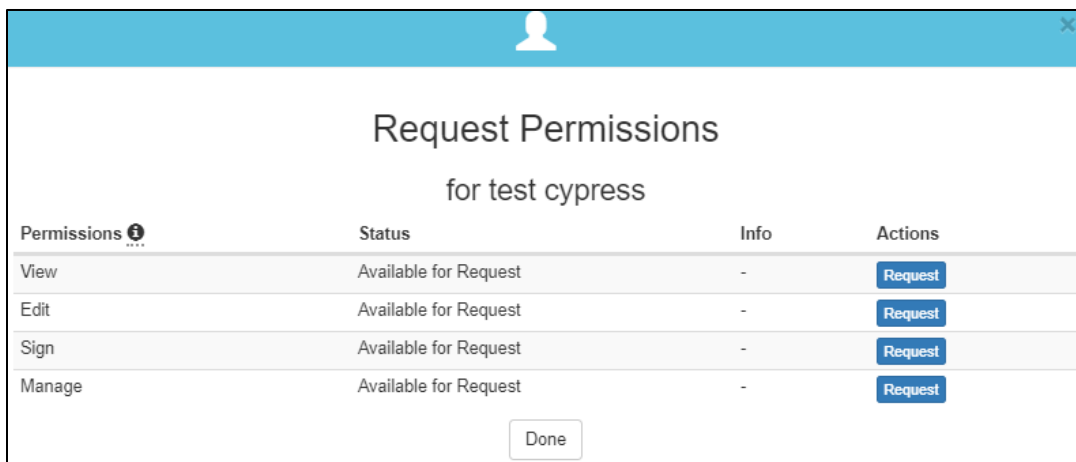 ×
Request Permissions
for test cypress
Permissions Status Info Actions
View Available for Request - Request
Edit Available for Request - Request
Sign Available for Request - Request
Manage Available for Request - Request
Done